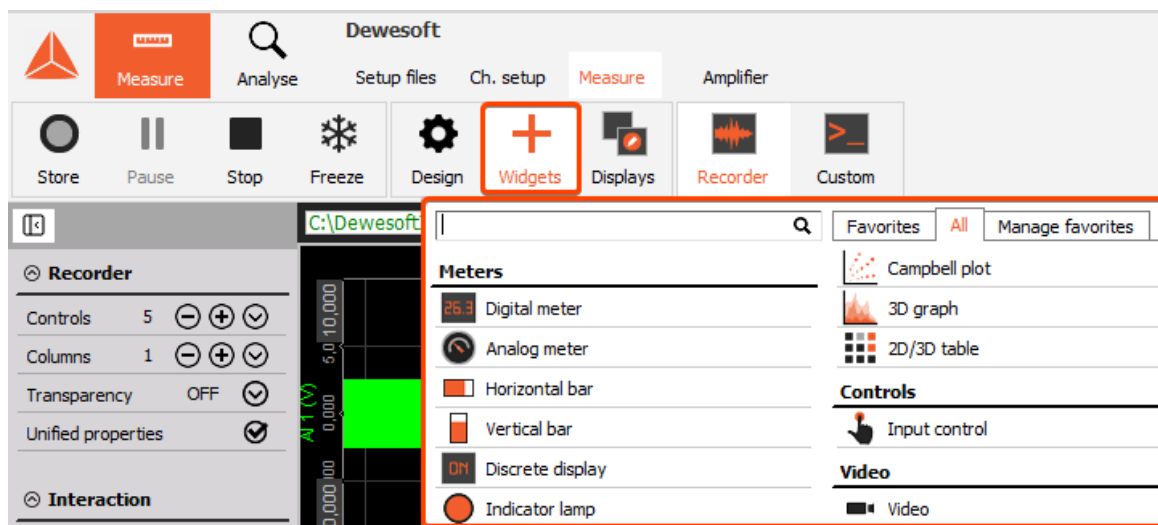 Dewesoft
Measure
Analyse
Setup files
Ch. setup
Measure
Amplifier
Store
Pause
Stop
Freeze
Design
Widgets
Displays
Recorder
Custom
C:\Dewesoft
Favorites
All
Manage favorites
Recorder
Controls 5
Columns 1
Transparency OFF
Unified properties
Interaction
10,000
5,0
AI 1 (V)
0,000
Meters
26.3 Digital meter
Analog meter
Horizontal bar
Vertical bar
ON Discrete display
Indicator lamp
Campbell plot
3D graph
2D/3D table
Controls
Input control
Video
Video